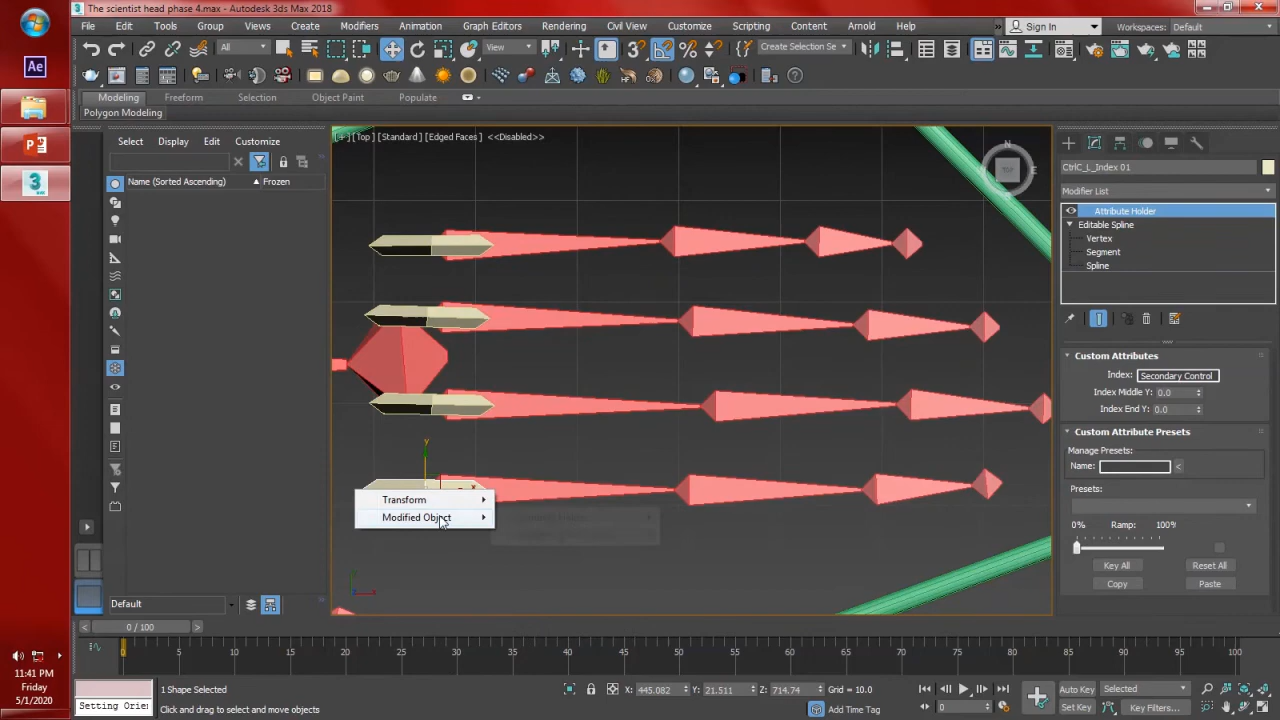 The scientist head phase 4.max - Autodesk 3ds Max 2018
File Edit Tools Group Views Create Modifiers Animation Graph Editors Rendering Civil View Customize Scripting Content Arnold Help » Sign In Workspaces: Default
All View Create Selection Se
Modeling Freeform Selection Object Paint Populate
Polygon Modeling
Select Display Edit Customize
Name (Sorted Ascending) Frozen
[+] [Top] [Standard] [Edged Faces] <<Disabled>>
N
E
TOP
CtrlC_L_Index 01
Modifier List
Attribute Holder
Editable Spline
Vertex
Segment
Spline
Custom Attributes
Index: Secondary Control
Index Middle Y: 0.0
Index End Y: 0.0
Custom Attribute Presets
Manage Presets:
Name: <
Presets:
0% Ramp: 100%
Key All Reset All
Copy Paste
y
x
Transform
Modified Object
Default
0 / 100
0 5 10 15 20 25 30 35 40 45 50 55 60 65 70 75 80 85 90 95 100
1 Shape Selected
Click and drag to select and move objects
Setting Orie
X: 445.082 Y: 21.511 Z: 714.74 Grid = 10.0
Add Time Tag
Auto Key Selected
Set Key Key Filters...
0
Ae
11:41 PM
Friday
5/1/2020